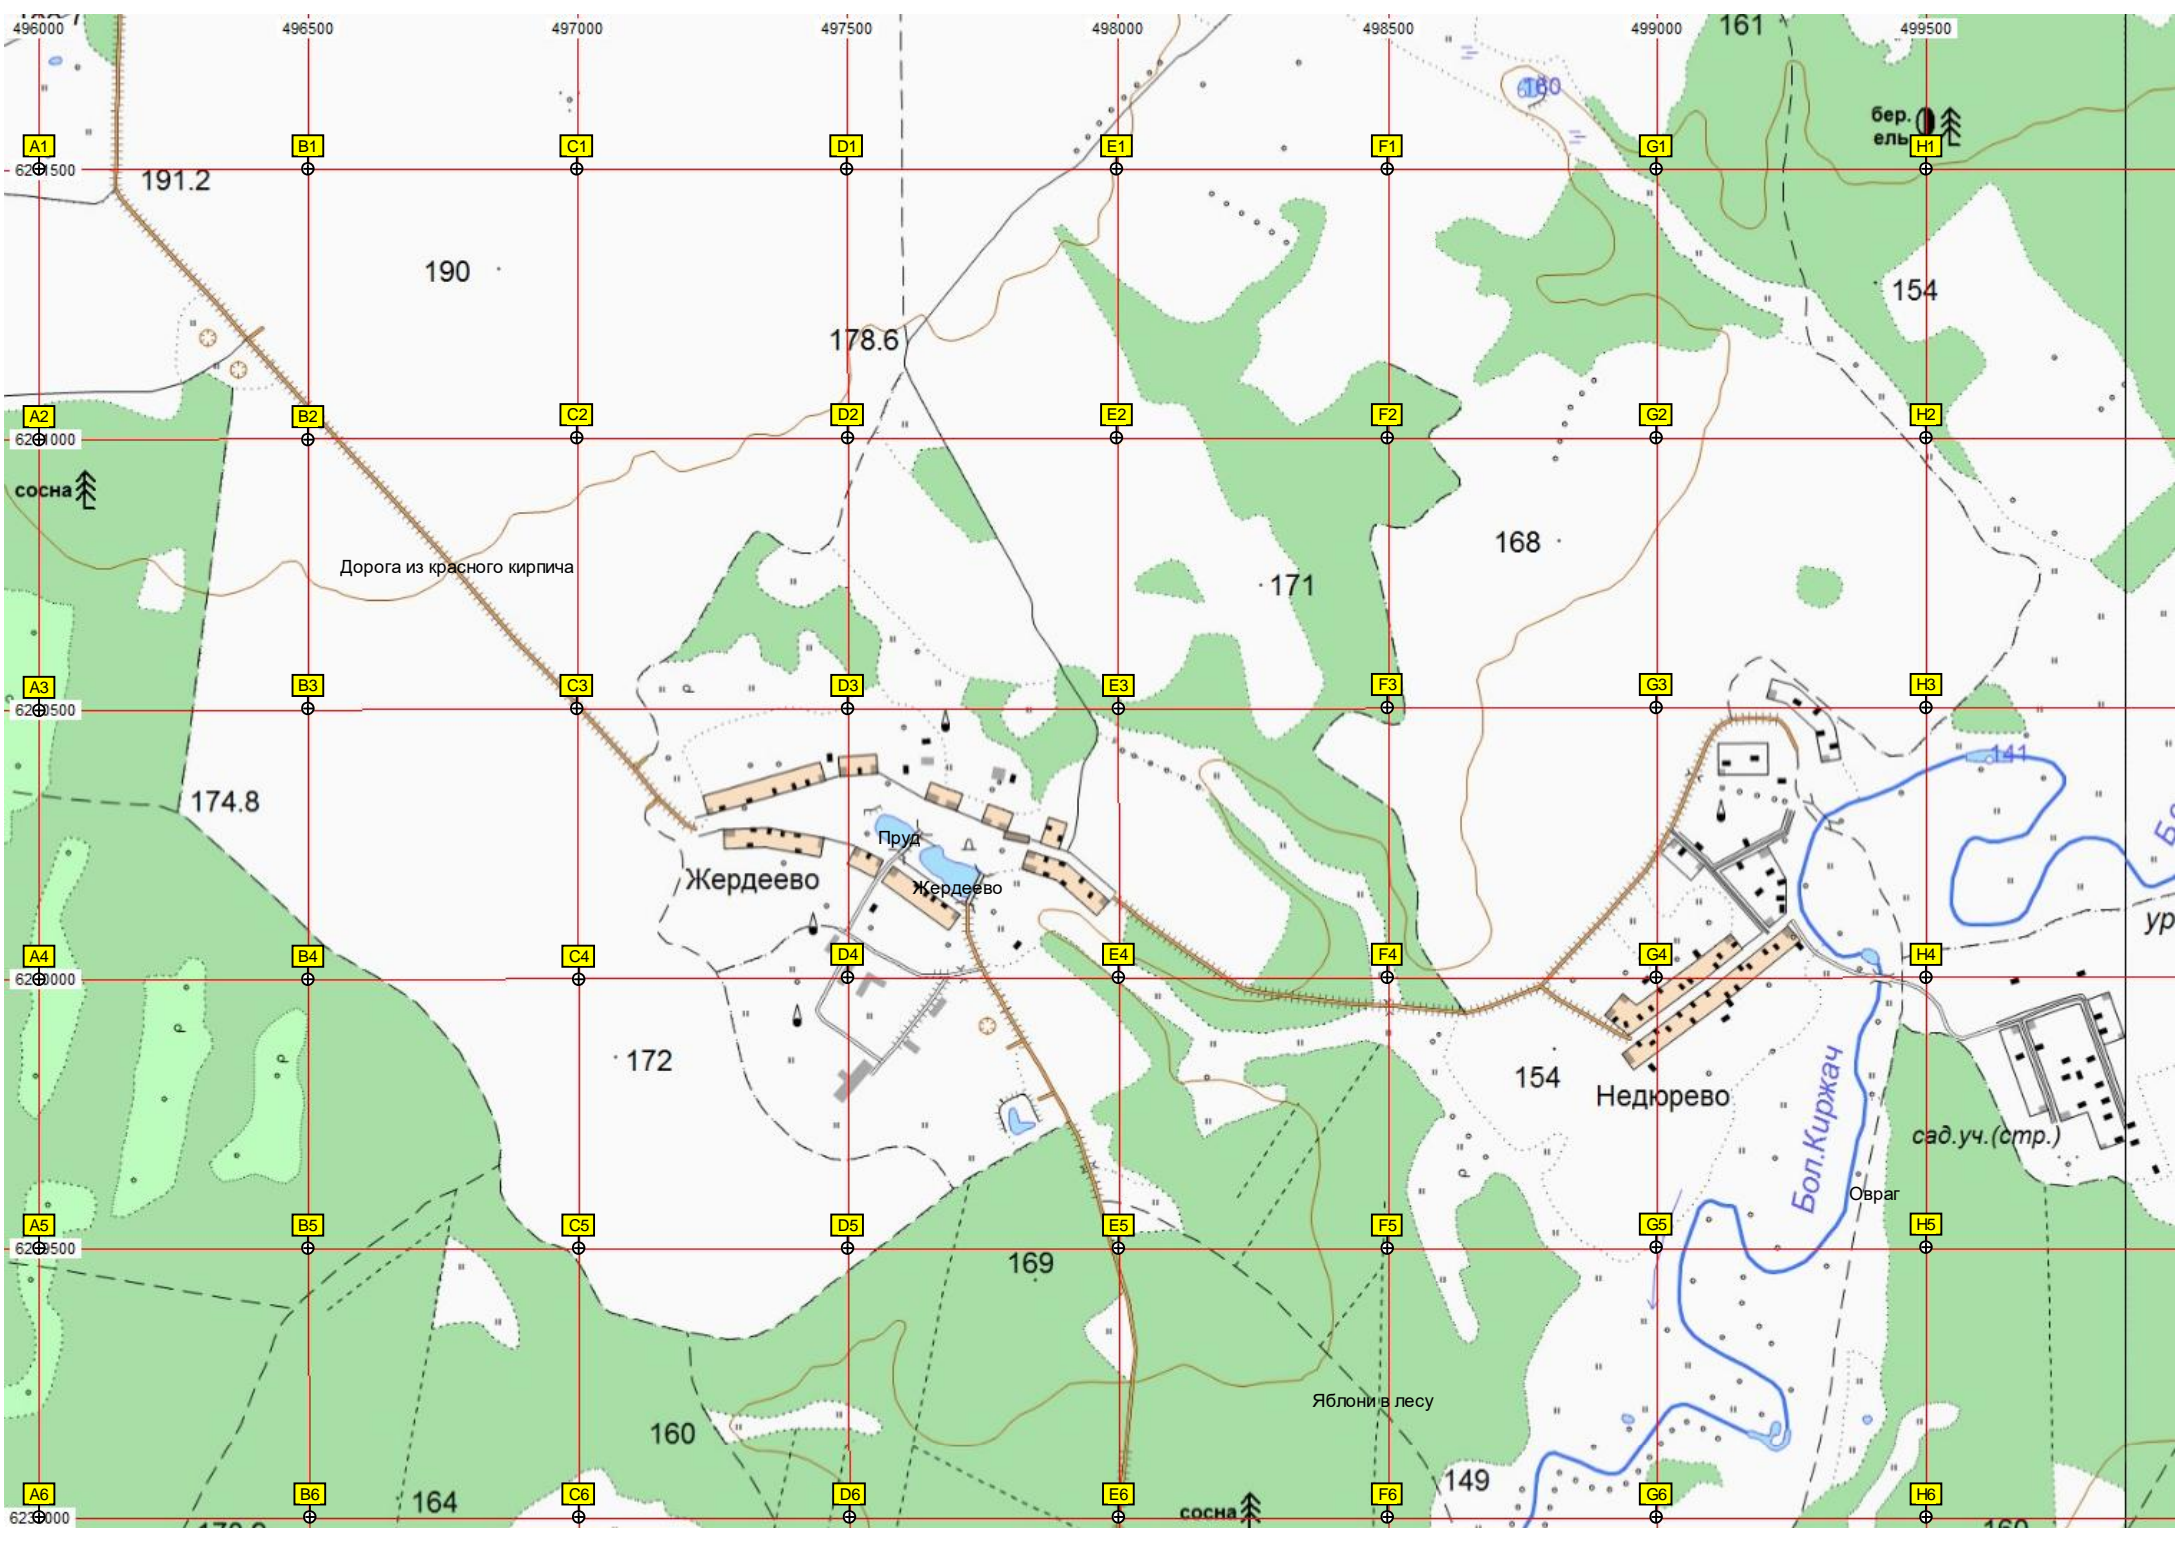 496000 496500 497000 497500 498000 498500 499000 161 499500
160
бер.
ель
A1 B1 C1 D1 E1 F1 G1 H1
191.2
190
154
178.6
A2 B2 C2 D2 E2 F2 G2 H2
сосна
168
Дорога из красного кирпича
171
A3 B3 C3 D3 E3 F3 G3 H3
141
174.8
Пруд
Жердеево
Жердеево
ур
A4 B4 C4 D4 E4 F4 G4 H4
172
154
Недюрево
Бол.Киржач
сад.уч.(стр.)
Овраг
A5 B5 C5 D5 E5 F5 G5 H5
169
Яблони в лесу
160
149
164
A6 B6 C6 D6 E6 F6 G6 H6
сосна